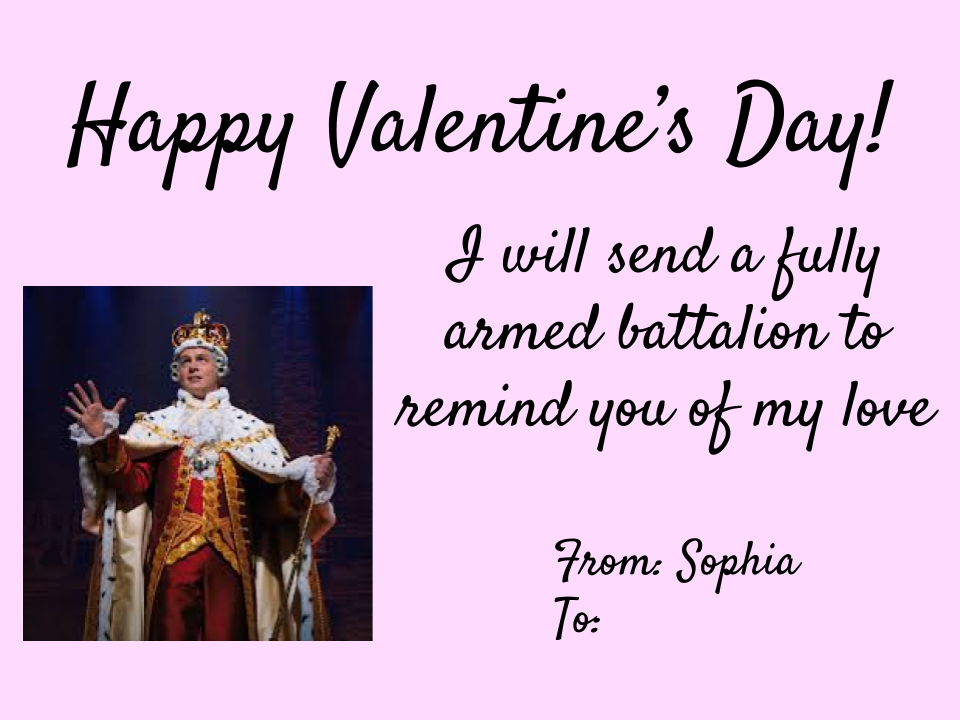 Happy Valentine’s Day!
I will send a fully
armed battalion to
remind you of my love
From: Sophia
To: